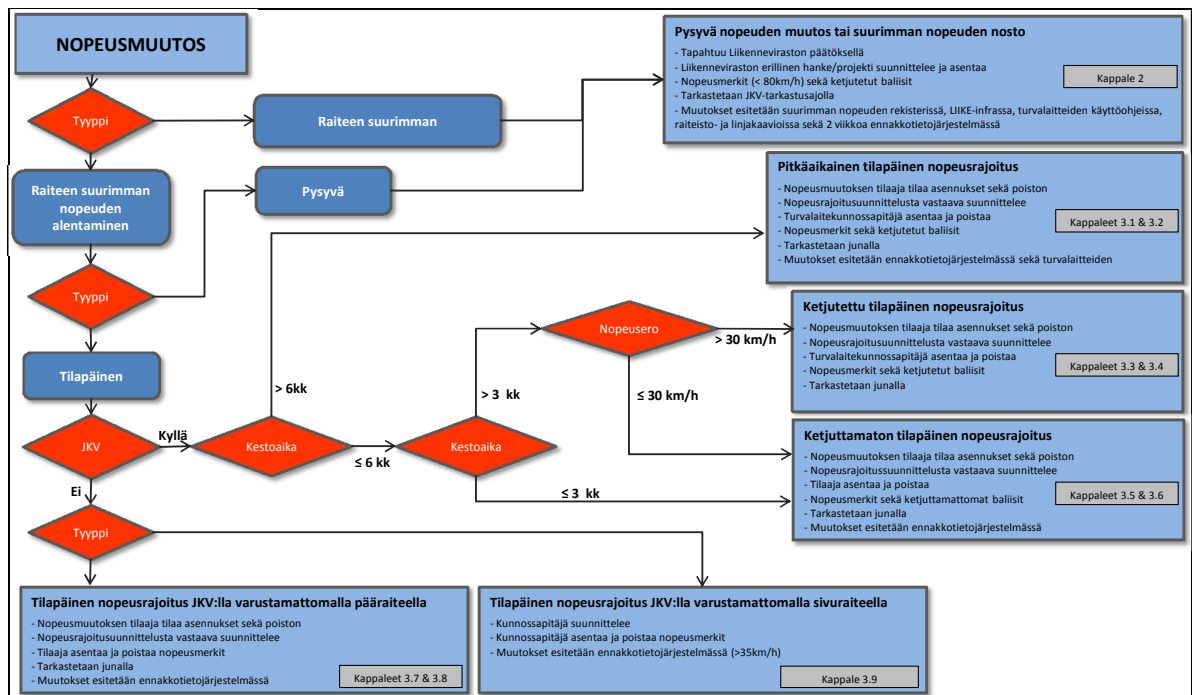 NOPEUSMUUTOS
Tyyppi
Raiteen suurimman
Raiteen suurimman
nopeuden
alentaminen
Pysyvä
Tyyppi
Tilapäinen
JKV
Kyllä
Ei
Kestoaika
> 6kk
≤ 6 kk
Kestoaika
> 3 kk
≤ 3 kk
Nopeusero
> 30 km/h
≤ 30 km/h
Tyyppi
Pysyvä nopeuden muutos tai suurimman nopeuden nosto
- Tapahtuu Liikenneviraston päätöksellä
- Liikenneviraston erillinen hanke/projekti suunnittelee ja asentaa
- Nopeusmerkit (< 80km/h) sekä ketjutetut baliisit
- Tarkastetaan JKV-tarkastusajolla
- Muutokset esitetään suurimman nopeuden rekisterissä, LIIKE-infrassa, turvalaitteiden käyttöohjeissa,
raiteisto- ja linjakaavioissa sekä 2 viikkoa ennakkotietojärjestelmässä
Kappale 2
Pitkäaikainen tilapäinen nopeusrajoitus
- Nopeusmuutoksen tilaaja tilaa asennukset sekä poiston
- Nopeusrajoitusuunnittelusta vastaava suunnittelee
- Turvalaitekunnossapitäjä asentaa ja poistaa
- Nopeusmerkit sekä ketjutetut baliisit
- Tarkastetaan junalla
- Muutokset esitetään ennakkotietojärjestelmässä sekä turvalaitteiden
Kappaleet 3.1 & 3.2
Ketjutettu tilapäinen nopeusrajoitus
- Nopeusmuutoksen tilaaja tilaa asennukset sekä poiston
- Nopeusrajoitusuunnittelusta vastaava suunnittelee
- Turvalaitekunnossapitäjä asentaa ja poistaa
- Nopeusmerkit sekä ketjutetut baliisit
- Tarkastetaan junalla
Kappaleet 3.3 & 3.4
Ketjuttamaton tilapäinen nopeusrajoitus
- Nopeusmuutoksen tilaaja tilaa asennukset sekä poiston
- Nopeusrajoitussuunnittelusta vastaava suunnittelee
- Tilaaja asentaa ja poistaa
- Nopeusmerkit sekä ketjuttamattomat baliisit
- Tarkastetaan junalla
- Muutokset esitetään ennakkotietojärjestelmässä
Kappaleet 3.5 & 3.6
Tilapäinen nopeusrajoitus JKV:lla varustamattomalla pääraiteella
- Nopeusmuutoksen tilaaja tilaa asennukset sekä poiston
- Nopeusrajoitusuunnittelusta vastaava suunnittelee
- Tilaaja asentaa ja poistaa nopeusmerkit
- Tarkastetaan junalla
- Muutokset esitetään ennakkotietojärjestelmässä
Kappaleet 3.7 & 3.8
Tilapäinen nopeusrajoitus JKV:lla varustamattomalla sivuraiteella
- Kunnossapitäjä suunnittelee
- Kunnossapitäjä asentaa ja poistaa nopeusmerkit
- Muutokset esitetään ennakkotietojärjestelmässä (>35km/h)
Kappale 3.9